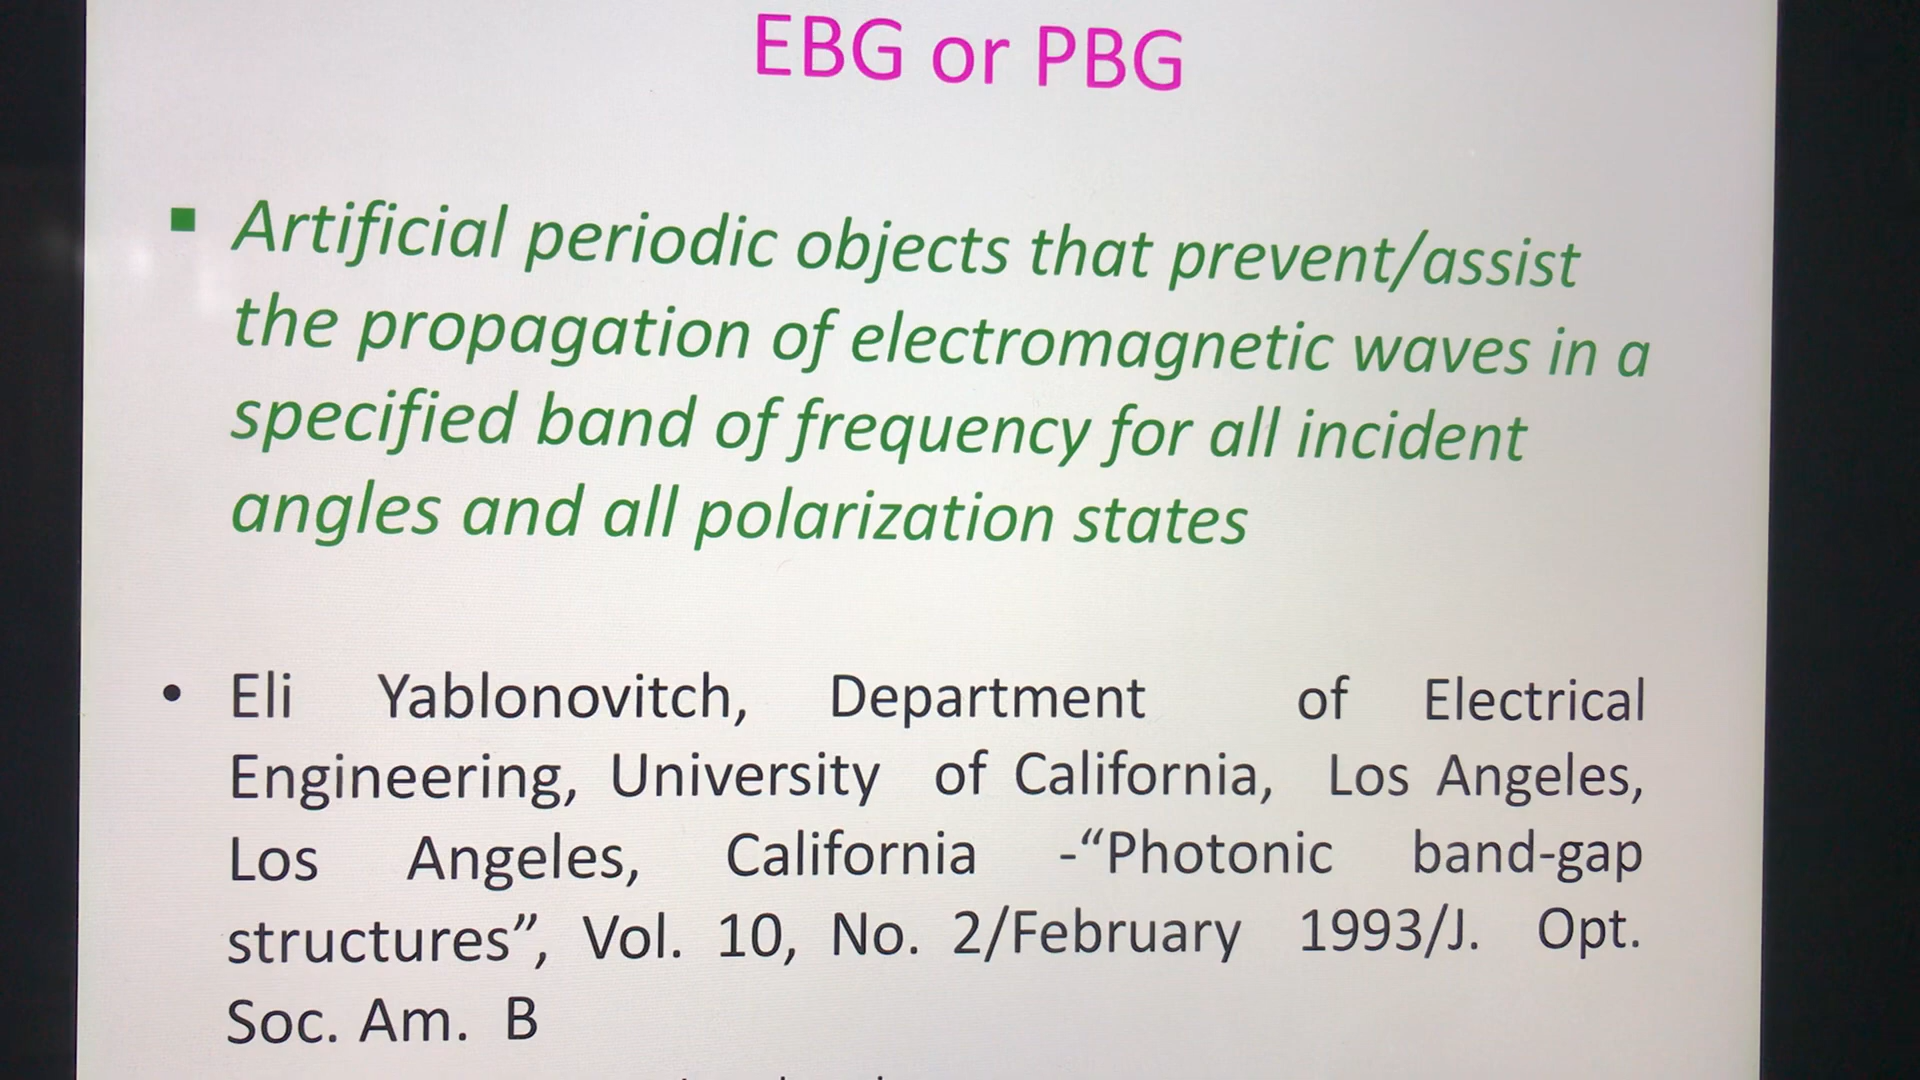 EBG or PBG
▪ Artificial periodic objects that prevent/assist
the propagation of electromagnetic waves in a
specified band of frequency for all incident
angles and all polarization states
• Eli Yablonovitch, Department of Electrical
Engineering, University of California, Los Angeles,
Los Angeles, California -“Photonic band-gap
structures”, Vol. 10, No. 2/February 1993/J. Opt.
Soc. Am. B